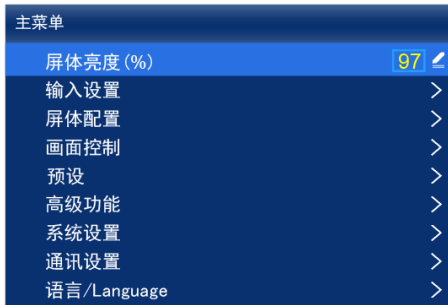 主菜单
屏体亮度(%) 97
输入设置
屏体配置
画面控制
预设
高级功能
系统设置
通讯设置
语言/Language